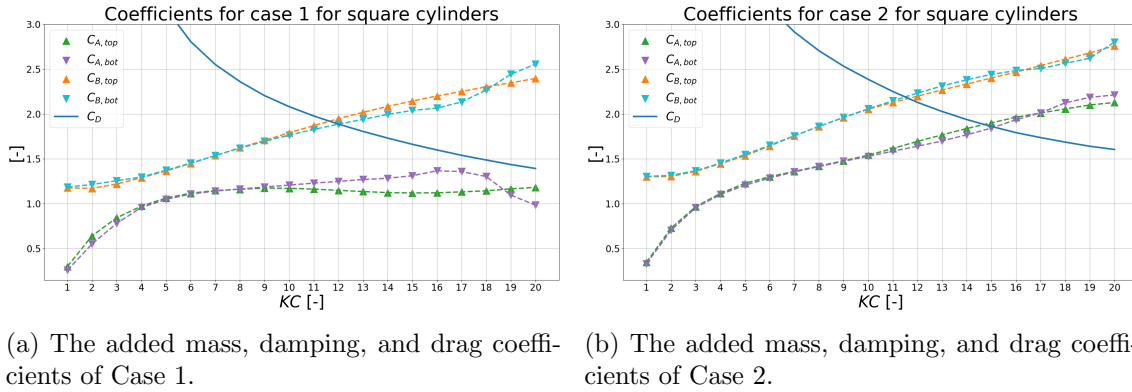 Coefficients for case 1 for square cylinders
3.0
2.5
2.0
1.5
1.0
0.5
[-]
C_{A, top}
C_{A, bot}
C_{B, top}
C_{B, bot}
C_D
1 2 3 4 5 6 7 8 9 10 11 12 13 14 15 16 17 18 19 20
KC [-]
(a) The added mass, damping, and drag coeffi-
cients of Case 1.
Coefficients for case 2 for square cylinders
3.0
2.5
2.0
1.5
1.0
0.5
[-]
C_{A, top}
C_{A, bot}
C_{B, top}
C_{B, bot}
C_D
1 2 3 4 5 6 7 8 9 10 11 12 13 14 15 16 17 18 19 20
KC [-]
(b) The added mass, damping, and drag coeffi-
cients of Case 2.